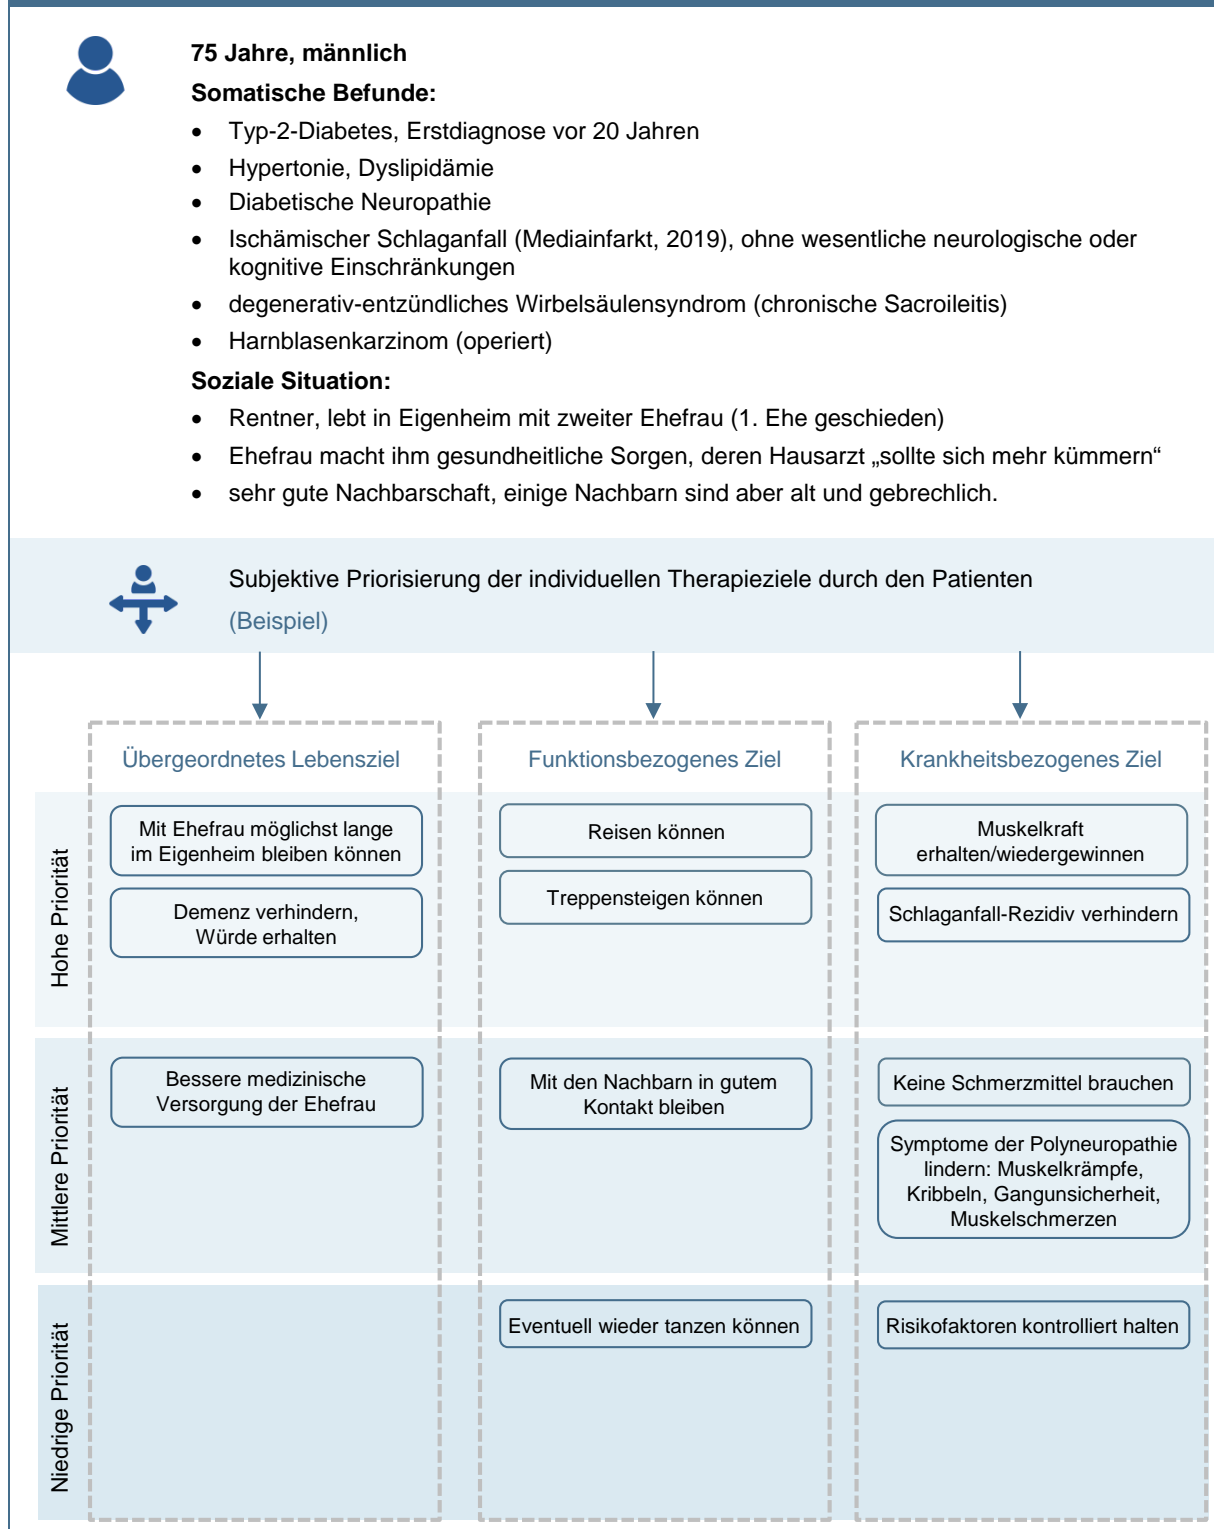 75 Jahre, männlich
Somatische Befunde:
• Typ-2-Diabetes, Erstdiagnose vor 20 Jahren
• Hypertonie, Dyslipidämie
• Diabetische Neuropathie
• Ischämischer Schlaganfall (Mediainfarkt, 2019), ohne wesentliche neurologische oder
kognitive Einschränkungen
• degenerativ-entzündliches Wirbelsäulensyndrom (chronische Sacroileitis)
• Harnblasenkarzinom (operiert)
Soziale Situation:
• Rentner, lebt in Eigenheim mit zweiter Ehefrau (1. Ehe geschieden)
• Ehefrau macht ihm gesundheitliche Sorgen, deren Hausarzt „sollte sich mehr kümmern“
• sehr gute Nachbarschaft, einige Nachbarn sind aber alt und gebrechlich.
Subjektive Priorisierung der individuellen Therapieziele durch den Patienten
(Beispiel)
Übergeordnetes Lebensziel
Funktionsbezogenes Ziel
Krankheitsbezogenes Ziel
Hohe Priorität
Mit Ehefrau möglichst lange
im Eigenheim bleiben können
Demenz verhindern,
Würde erhalten
Reisen können
Treppensteigen können
Muskelkraft
erhalten/wiedergewinnen
Schlaganfall-Rezidiv verhindern
Mittlere Priorität
Bessere medizinische
Versorgung der Ehefrau
Mit den Nachbarn in gutem
Kontakt bleiben
Keine Schmerzmittel brauchen
Symptome der Polyneuropathie
lindern: Muskelkrämpfe,
Kribbeln, Gangunsicherheit,
Muskelschmerzen
Niedrige Priorität
Eventuell wieder tanzen können
Risikofaktoren kontrolliert halten